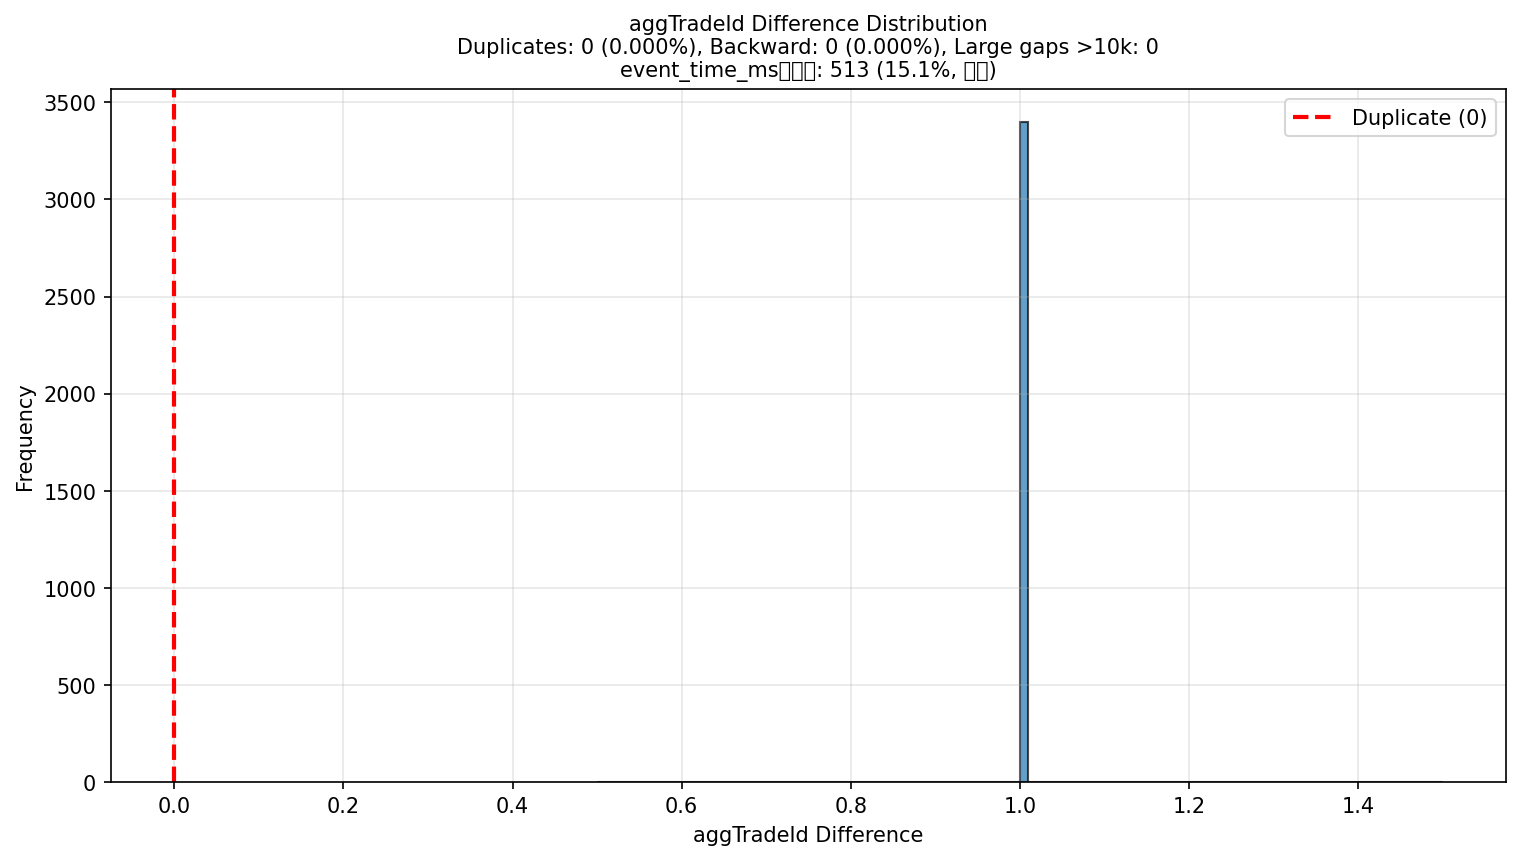 aggTradeId Difference Distribution
Duplicates: 0 (0.000%), Backward: 0 (0.000%), Large gaps >10k: 0
event_time_ms: 513 (15.1%, )
Duplicate (0)
3500
3000
2500
2000
1500
1000
500
0
Frequency
0.0 0.2 0.4 0.6 0.8 1.0 1.2 1.4
aggTradeId Difference